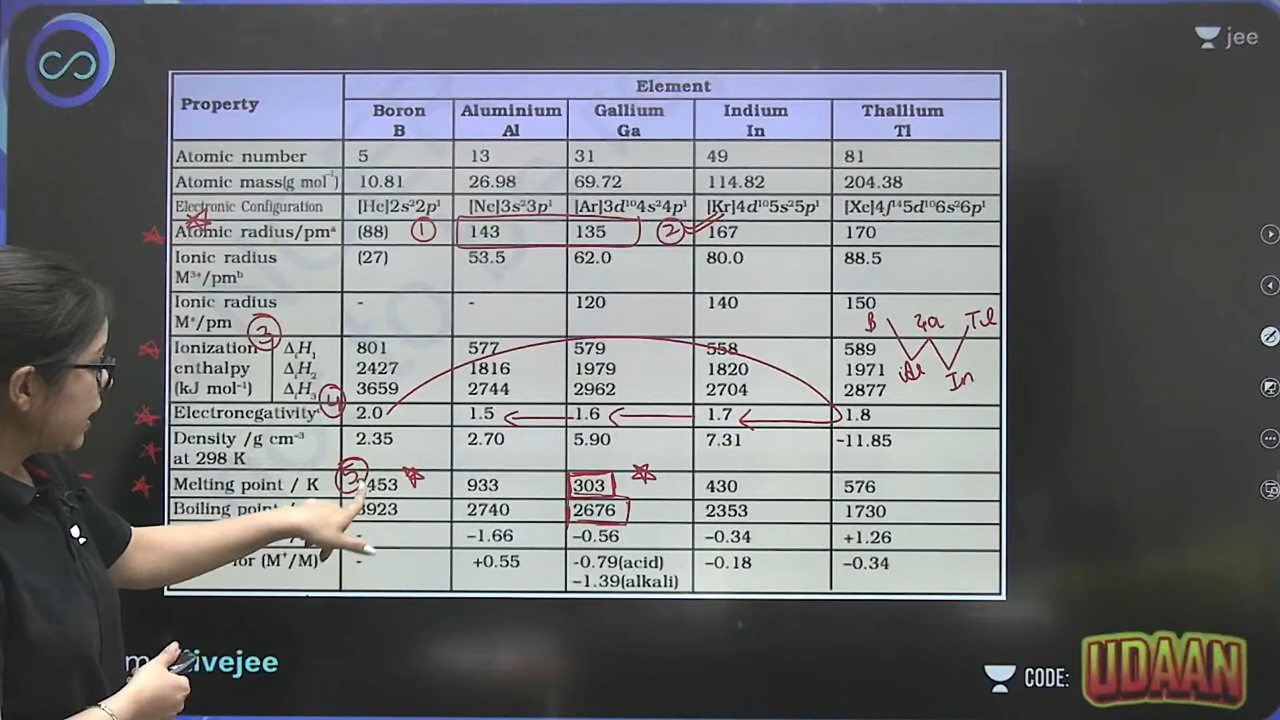 jee
Property
Element
Boron
B
Aluminium
Al
Gallium
Ga
Indium
In
Thallium
Tl
Atomic number 5 13 31 49 81
Atomic mass(g mol⁻¹) 10.81 26.98 69.72 114.82 204.38
Electronic Configuration [He]2s²2p¹ [Ne]3s²3p¹ [Ar]3d¹⁰4s²4p¹ [Kr]4d¹⁰5s²5p¹ [Xe]4f¹⁴5d¹⁰6s²6p¹
Atomic radius/pmᵃ (88) 1 143 135 2 167 170
Ionic radius (27) 53.5 62.0 80.0 88.5
M³⁺/pmᵇ
Ionic radius - - 120 140 150
M⁺/pm
B Ga Tl
Al In
3
Ionization ΔᵢH₁ 801 577 579 558 589
enthalpy ΔᵢH₂ 2427 1816 1979 1820 1971
(kJ mol⁻¹) ΔᵢH₃ 3659 2744 2962 2704 2877
4
Electronegativityᶜ 2.0 1.5 1.6 1.7 1.8
Density /g cm⁻³ 2.35 2.70 5.90 7.31 -11.85
at 298 K
5
Melting point / K 453 933 303 430 576
Boiling 923 2740 2676 2353 1730
- −1.66 −0.56 −0.34 +1.26
(M⁺/M) - +0.55 -0.79(acid) -0.18 −0.34
−1.39(alkali)
ivejee
CODE:
UDAAN